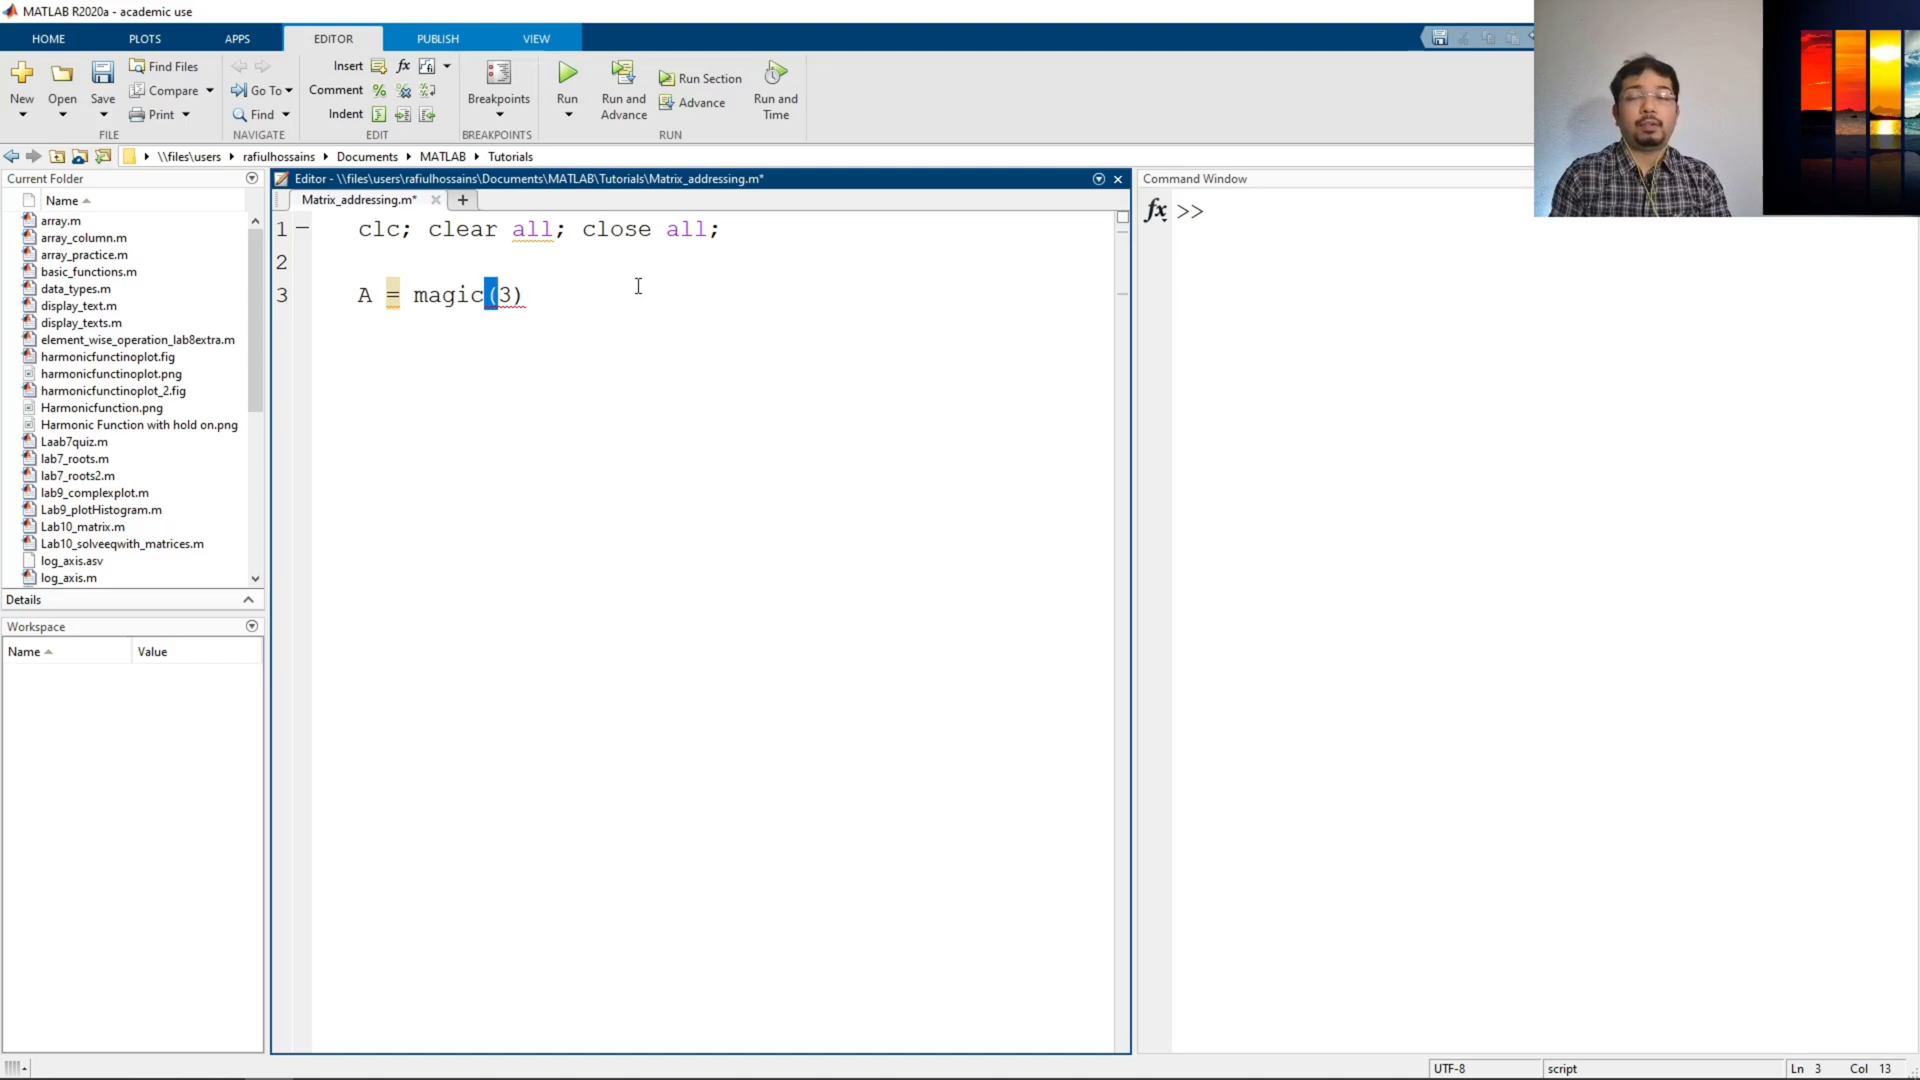 MATLAB R2020a - academic use
HOME PLOTS APPS EDITOR PUBLISH VIEW
New Open Save Find Files Compare Print
FILE
Go To Find
NAVIGATE
Insert fx
Comment %
Indent
EDIT
Breakpoints
BREAKPOINTS
Run Run and Advance Run Section Advance Run and Time
RUN
\\files\users rafiulhossains Documents MATLAB Tutorials
Current Folder
Name
array.m
array_column.m
array_practice.m
basic_functions.m
data_types.m
display_text.m
display_texts.m
element_wise_operation_lab8extra.m
harmonicfunctinoplot.fig
harmonicfunctinoplot.png
harmonicfunctinoplot_2.fig
Harmonicfunction.png
Harmonic Function with hold on.png
Laab7quiz.m
lab7_roots.m
lab7_roots2.m
lab9_complexplot.m
Lab9_plotHistogram.m
Lab10_matrix.m
Lab10_solveeqwith_matrices.m
log_axis.asv
log_axis.m
Details
Workspace
Name Value
Editor - \\files\users\rafiulhossains\Documents\MATLAB\Tutorials\Matrix_addressing.m*
Matrix_addressing.m*
1 clc; clear all; close all;
2
3 A = magic(3)
Command Window
fx >>
UTF-8 script Ln 3 Col 13